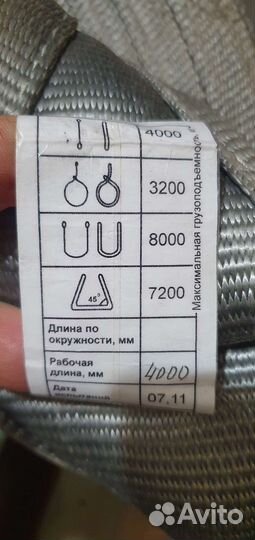 4000
3200
8000
45°
7200
Максимальная грузоподъемность
Длина по
окружности, мм
Рабочая
длина, мм 4000
Дата 07.11
испытаний
Avito